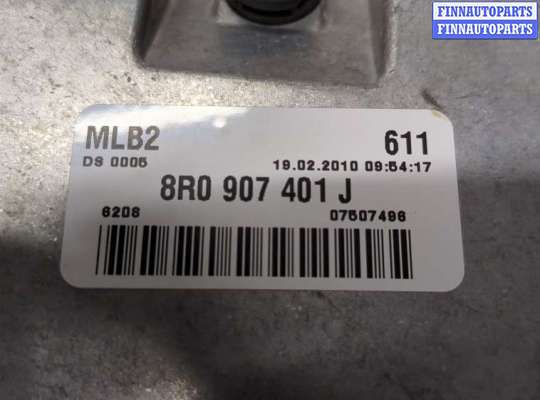 FINNAUTOPARTS
FINNAUTOPARTS
MLB2 611
DS 0005 19.02.2010 09:54:17
8R0 907 401 J
6208 07507496